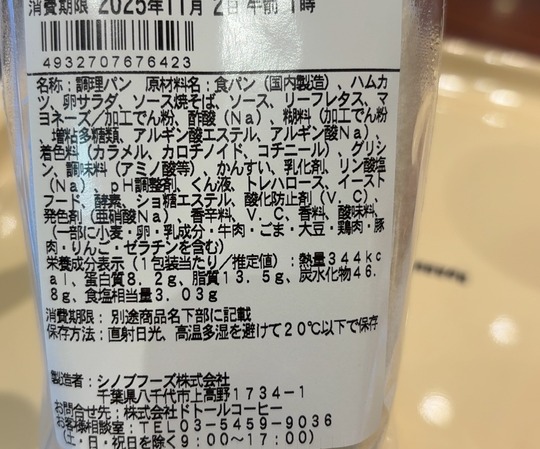 消費期限 2025年11月 2日 午前 1時
4932707676423
名称：調理パン　原材料名：食パン（国内製造）、ハムカ
ツ、卵サラダ、ソース焼そば、ソース、リーフレタス、マ
ヨネーズ／加工でん粉、酢酸（Na）、粘料（加工でん粉
、増粘多糖類、アルギン酸エステル、アルギン酸Na）、
着色料（カラメル、カロチノイド、コチニール）グリシ
ン、調味料（アミノ酸等）　かんすい、乳化剤、リン酸塩
（Na）　pH調整剤、くん液、トレハロース、イースト
フード、酵素、ショ糖エステル、酸化防止剤（V．C）、
発色剤（亜硝酸Na）、香辛料、V．C、香料、酸味料、
（一部に小麦・卵・乳成分・牛肉・ごま・大豆・鶏肉・豚
肉・りんご・ゼラチンを含む）
栄養成分表示（1包装当たり／推定値）：熱量344kc
al、蛋白質8．2g、脂質13．5g、炭水化物46．
8g、食塩相当量3．03g
消費期限：別途商品名下部に記載
保存方法：直射日光、高温多湿を避けて20℃以下で保存
製造者：シノブフーズ株式会社
千葉県八千代市上高野1734－1
お問合せ先：株式会社ドトールコーヒー
お客様相談室：TEL03－5459－9036
（土・日・祝日を除く9：00～17：00）